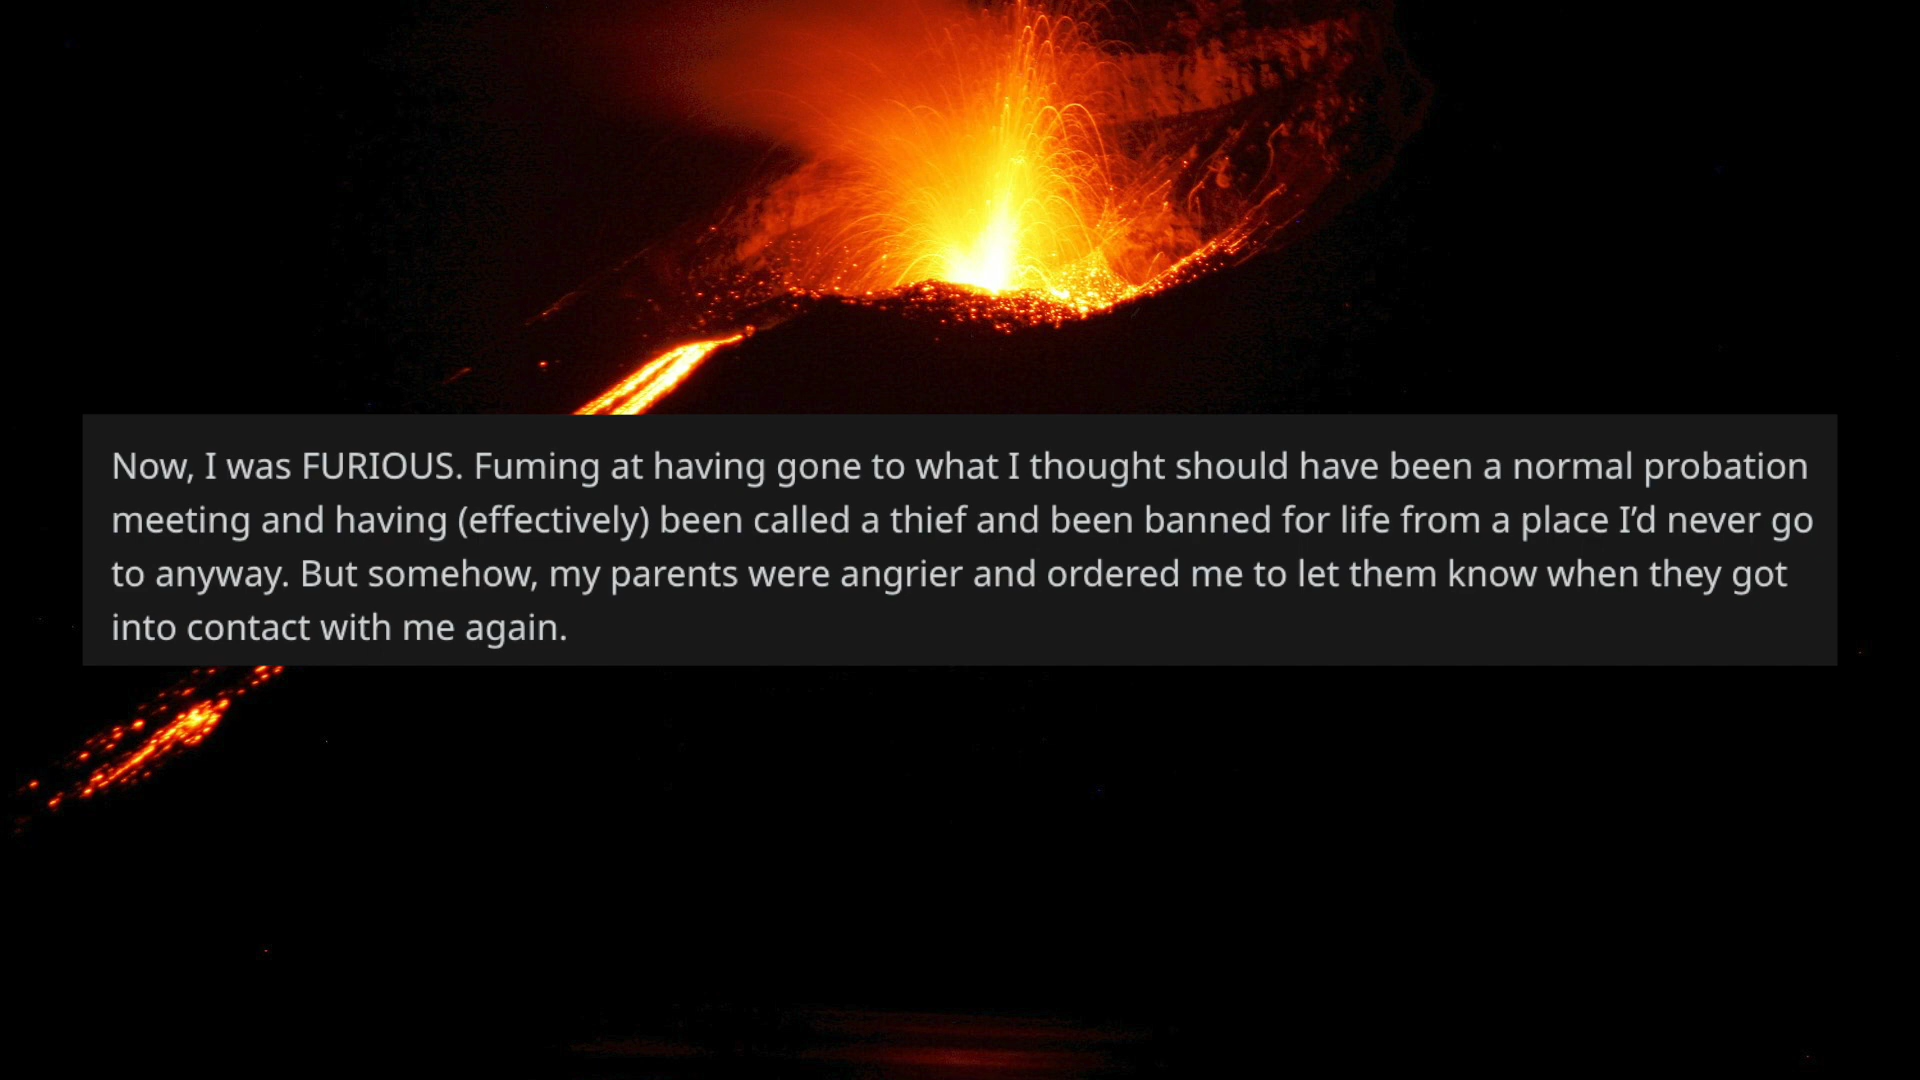 Now, I was FURIOUS. Fuming at having gone to what I thought should have been a normal probation
meeting and having (effectively) been called a thief and been banned for life from a place I’d never go
to anyway. But somehow, my parents were angrier and ordered me to let them know when they got
into contact with me again.